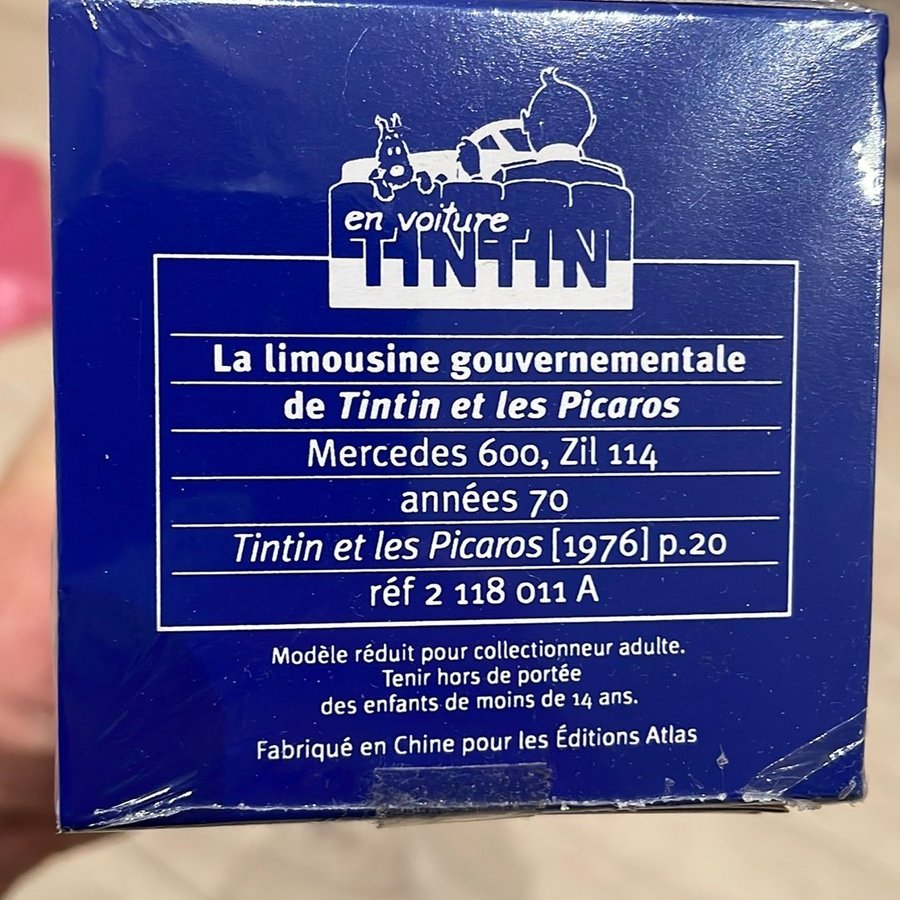 en voiture
TINTIN
La limousine gouvernementale
de Tintin et les Picaros
Mercedes 600, Zil 114
années 70
Tintin et les Picaros [1976] p.20
réf 2 118 011 A
Modèle réduit pour collectionneur adulte.
Tenir hors de portée
des enfants de moins de 14 ans.
Fabriqué en Chine pour les Éditions Atlas